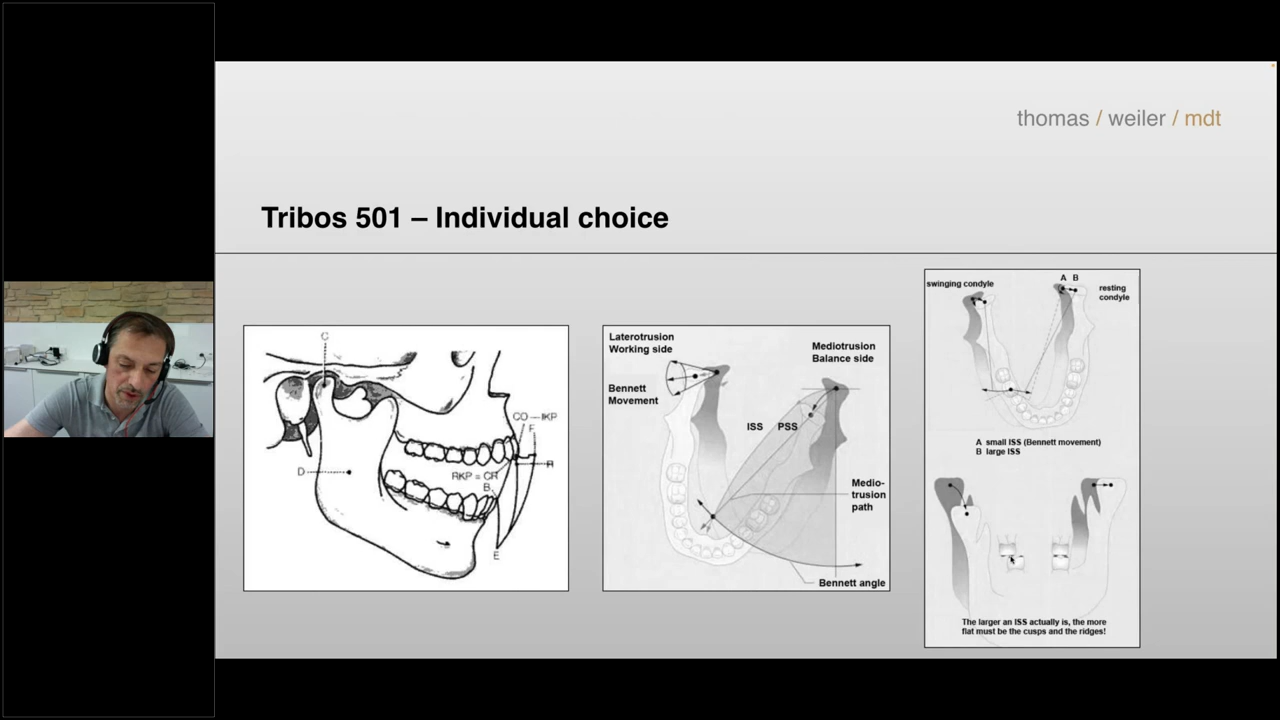 thomas / weiler / mdt
Tribos 501 – Individual choice
C
CO — IKP
F
R
D
RKP = CR
B
E
Laterotrusion
Working side
Bennett
Movement
Mediotrusion
Balance side
ISS PSS
Medio-
trusion
path
Bennett angle
A B
swinging condyle
resting
condyle
A small ISS (Bennett movement)
B large ISS
The larger an ISS actually is, the more
flat must be the cusps and the ridges!